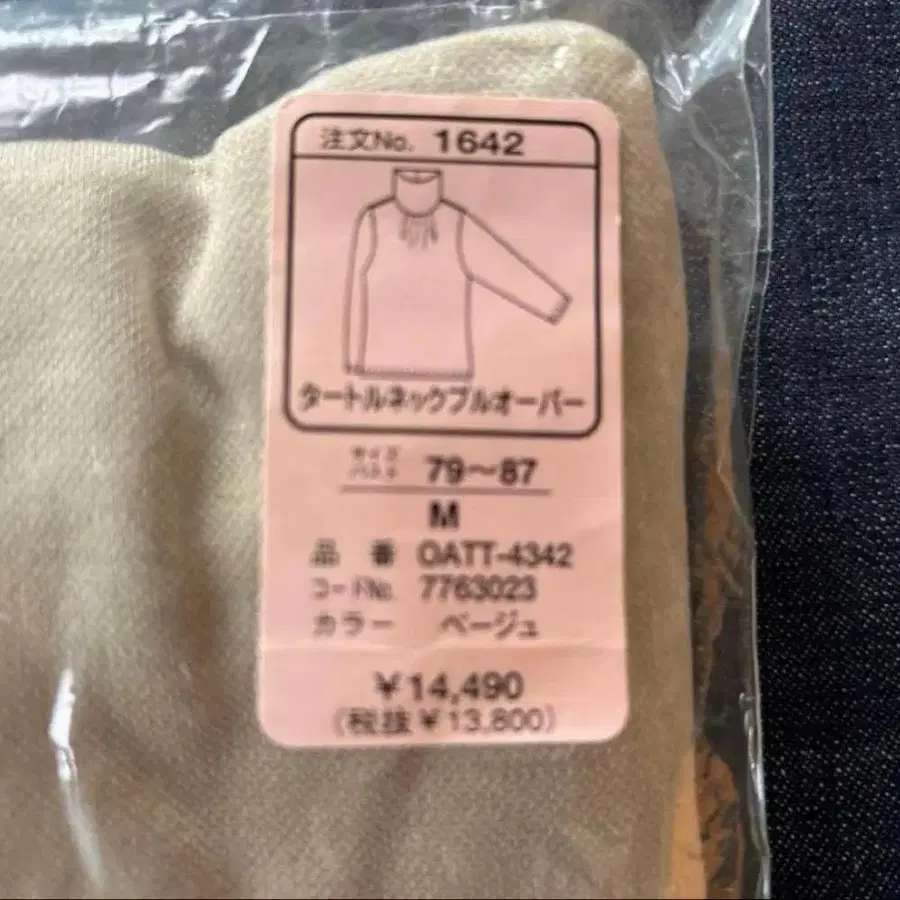 注文No. 1642
タートルネックプルオーバー
サイズ
バスト 79～87
M
品 番 OATT-4342
コードNo. 7763023
カラー ベージュ
￥14,490
(税抜￥13,800)